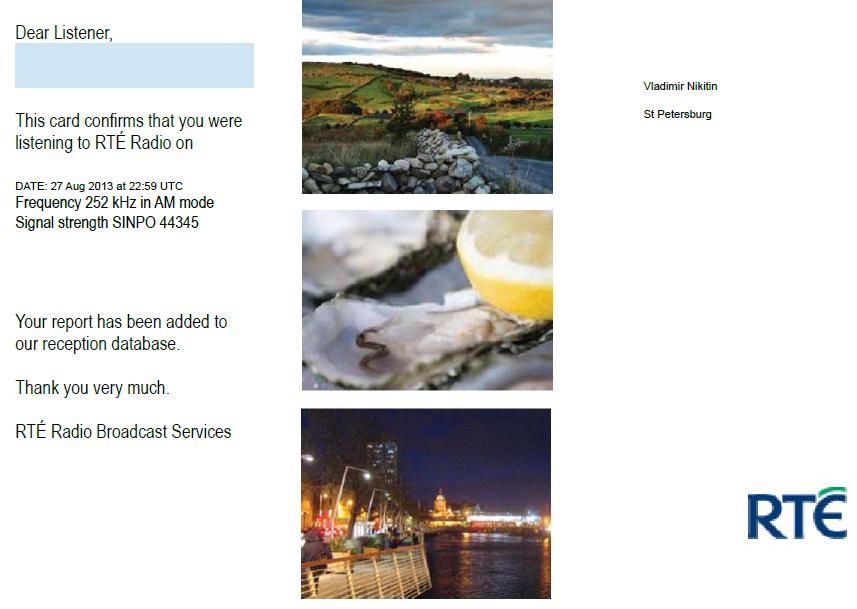 Dear Listener,
This card confirms that you were
listening to RTÉ Radio on
DATE: 27 Aug 2013 at 22:59 UTC
Frequency 252 kHz in AM mode
Signal strength SINPO 44345
Your report has been added to
our reception database.
Thank you very much.
RTÉ Radio Broadcast Services
Vladimir Nikitin
St Petersburg
RTÉ